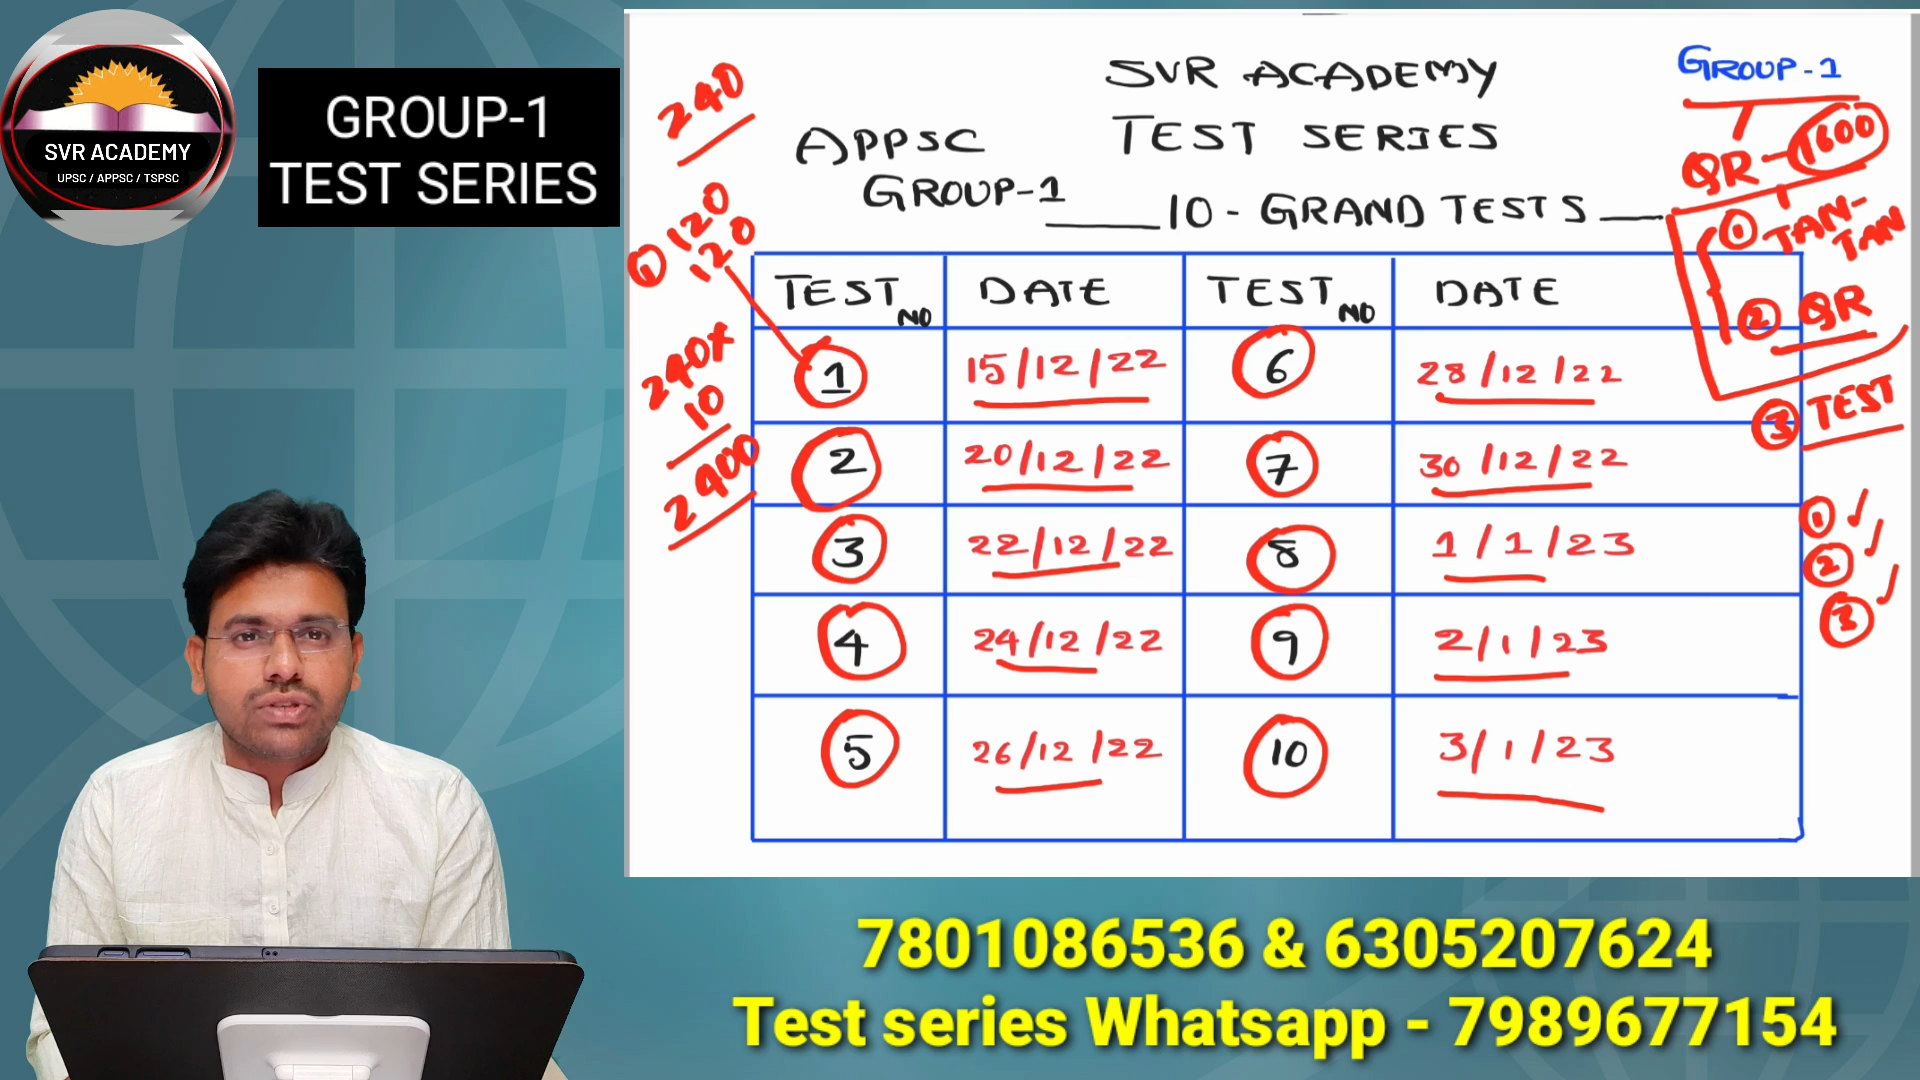 SVR ACADEMY
UPSC / APPSC / TSPSC
GROUP-1
TEST SERIES
SVR ACADEMY
TEST SERIES
APPSC
GROUP-1
10 - GRAND TESTS
GROUP-1
QR - 1600
1 TAN-
TAN
2 QR
3 TEST
1 ✓
2 ✓
3 ✓
240
1 120
120
240x
10
2400
TEST NO DATE TEST NO DATE
1 15/12/22 6 28/12/22
2 20/12/22 7 30/12/22
3 22/12/22 8 1/1/23
4 24/12/22 9 2/1/23
5 26/12/22 10 3/1/23
7801086536 & 6305207624
Test series Whatsapp - 7989677154